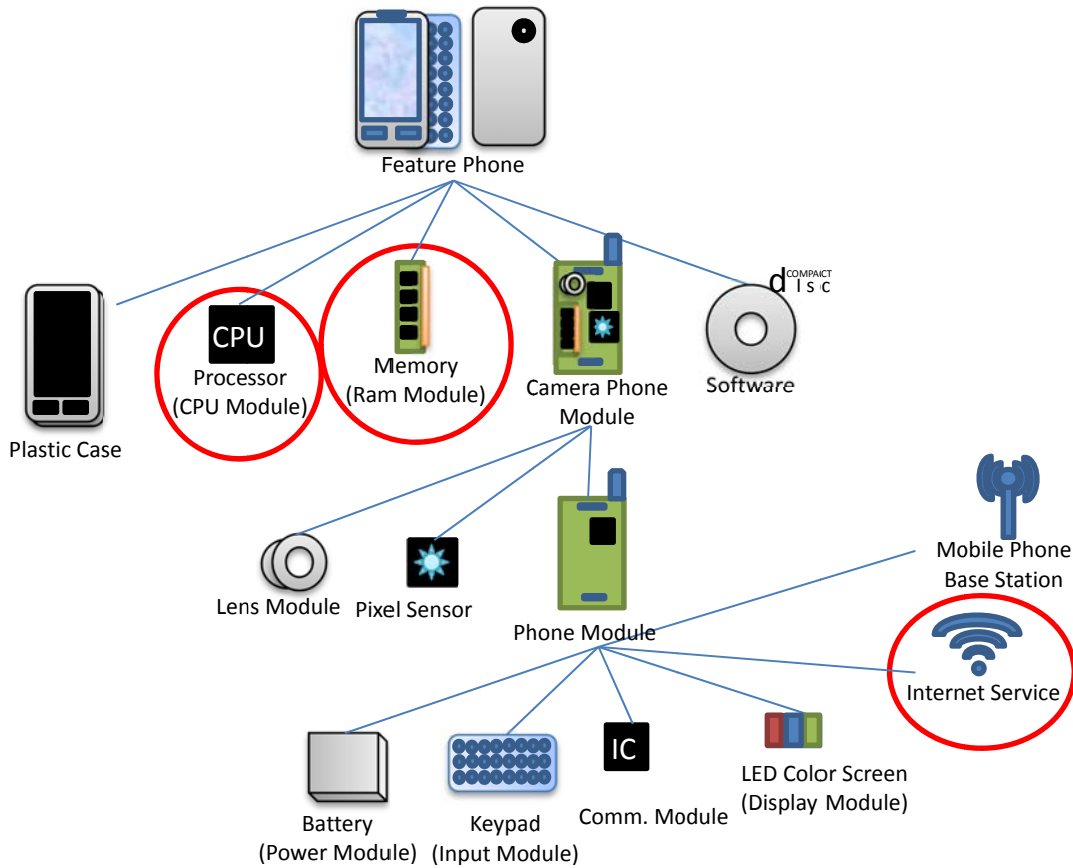 Feature Phone
COMPACT
disc
CPU
Processor
(CPU Module)
Memory
(Ram Module)
Camera Phone
Module
Software
Plastic Case
Lens Module
Pixel Sensor
Phone Module
Mobile Phone
Base Station
Internet Service
IC
Battery
(Power Module)
Keypad
(Input Module)
Comm. Module
LED Color Screen
(Display Module)